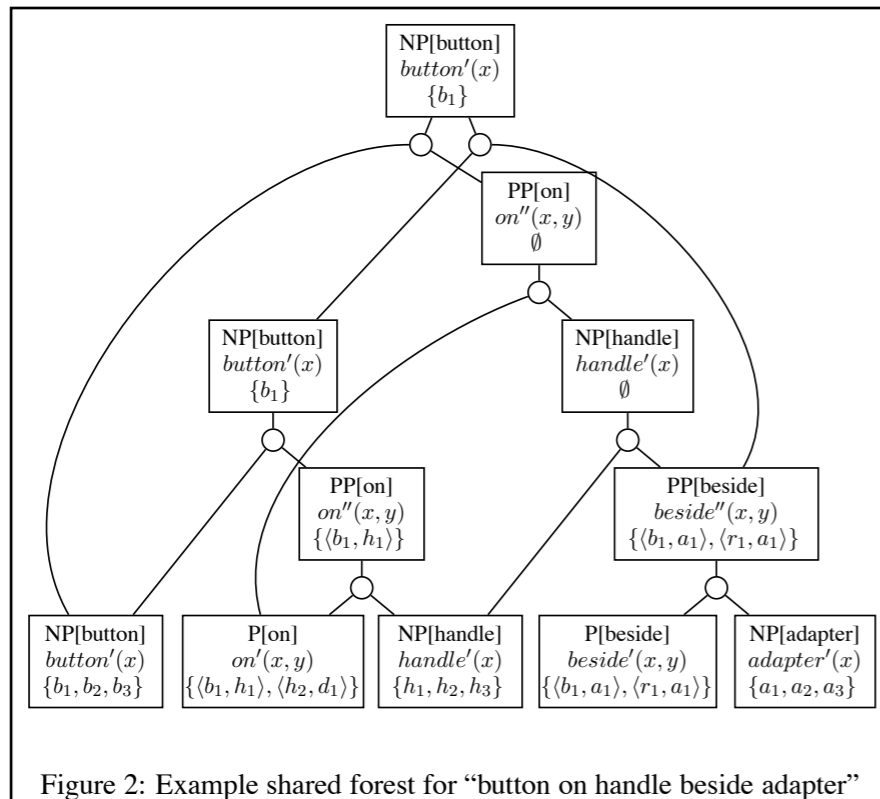 NP[button]
button′(x)
{b₁}
PP[on]
on′′(x, y)
∅
NP[button]
button′(x)
{b₁}
NP[handle]
handle′(x)
∅
PP[on]
on′′(x, y)
{⟨b₁, h₁⟩}
PP[beside]
beside′′(x, y)
{⟨b₁, a₁⟩, ⟨r₁, a₁⟩}
NP[button]
button′(x)
{b₁, b₂, b₃}
P[on]
on′(x, y)
{⟨b₁, h₁⟩, ⟨h₂, d₁⟩}
NP[handle]
handle′(x)
{h₁, h₂, h₃}
P[beside]
beside′(x, y)
{⟨b₁, a₁⟩, ⟨r₁, a₁⟩}
NP[adapter]
adapter′(x)
{a₁, a₂, a₃}
Figure 2: Example shared forest for “button on handle beside adapter”